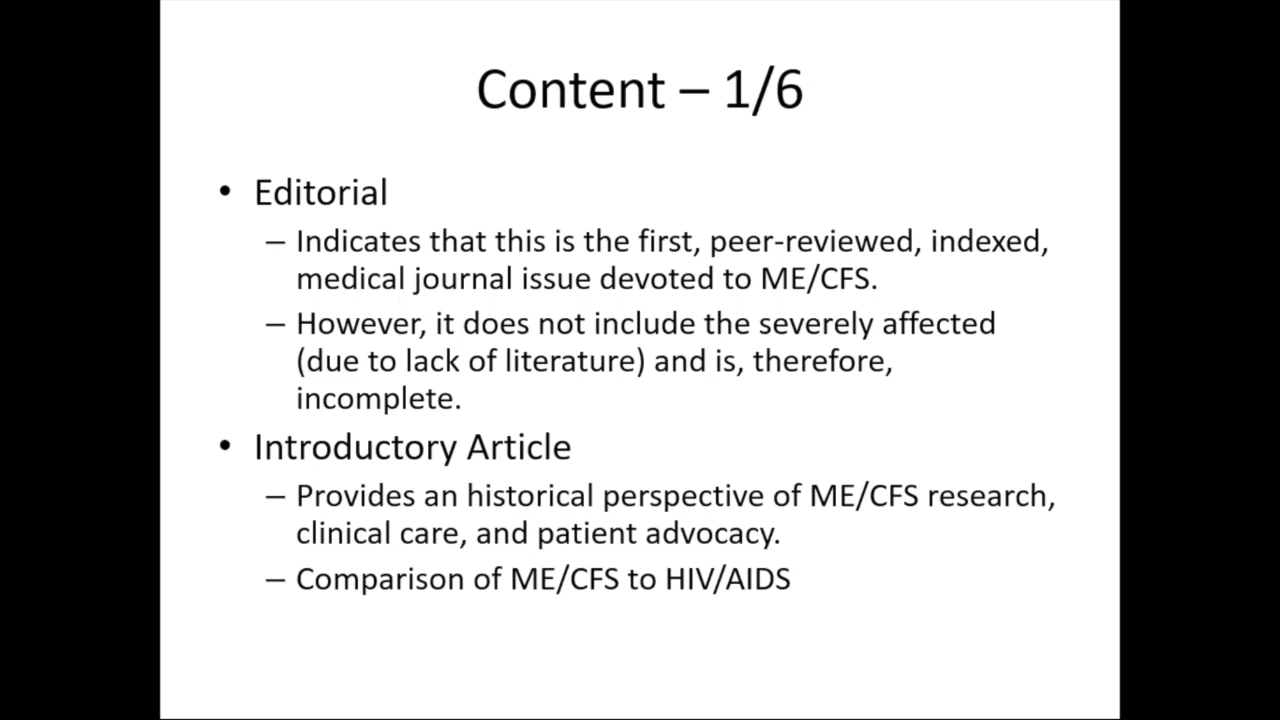 Content – 1/6
• Editorial
– Indicates that this is the first, peer-reviewed, indexed,
medical journal issue devoted to ME/CFS.
– However, it does not include the severely affected
(due to lack of literature) and is, therefore,
incomplete.
• Introductory Article
– Provides an historical perspective of ME/CFS research,
clinical care, and patient advocacy.
– Comparison of ME/CFS to HIV/AIDS